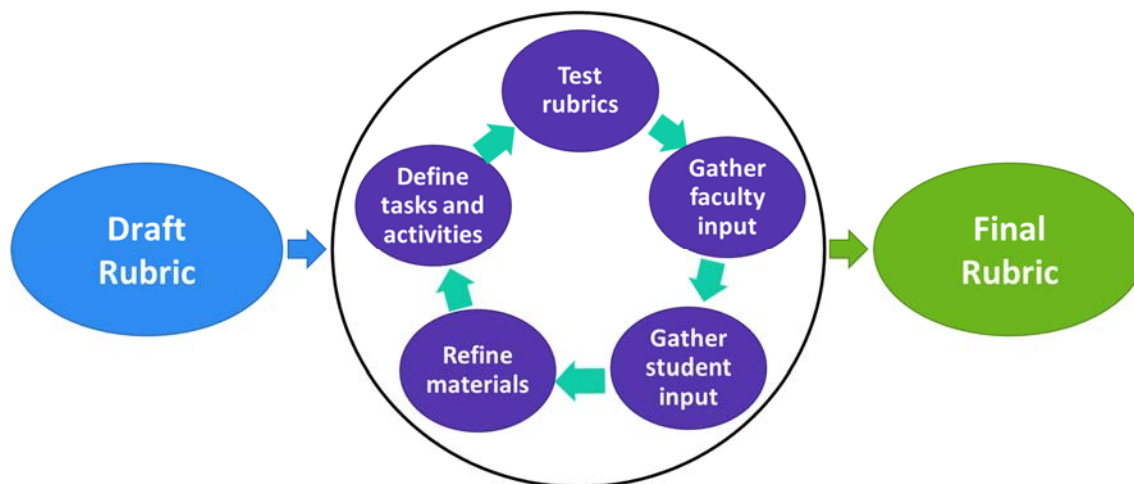 Draft
Rubric
Test
rubrics
Gather
faculty
input
Gather
student
input
Refine
materials
Define
tasks and
activities
Final
Rubric